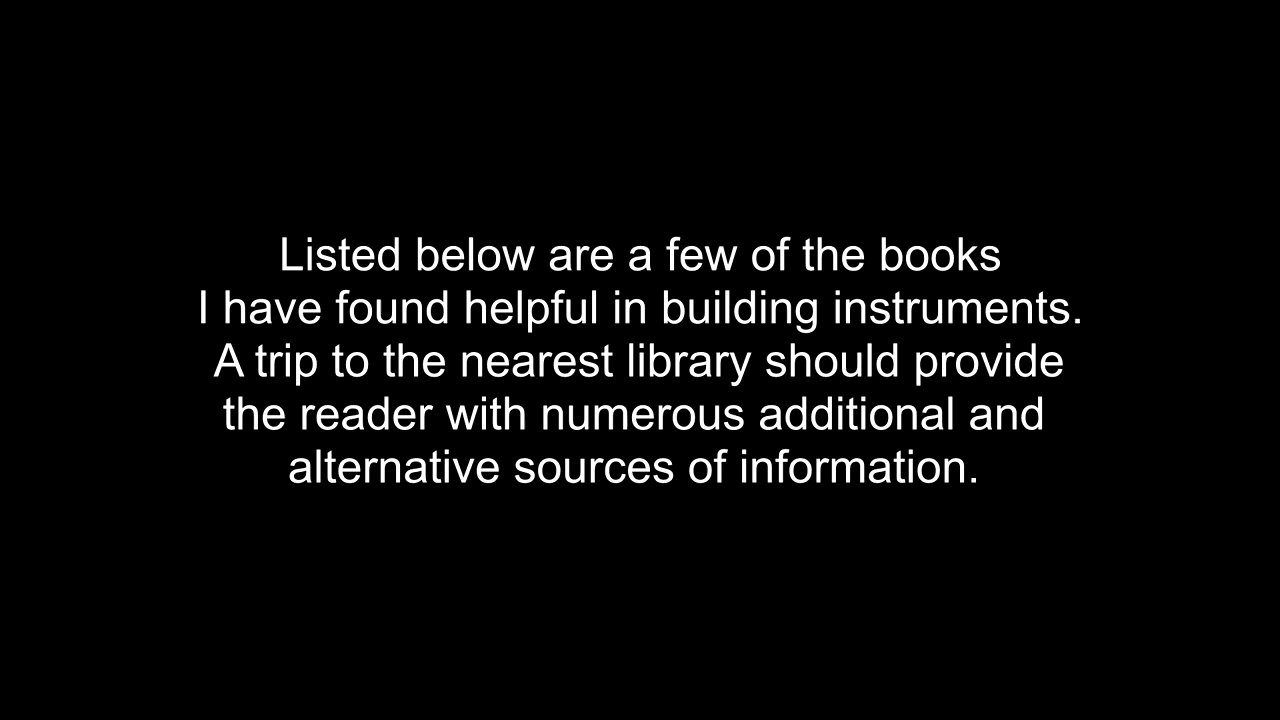 Listed below are a few of the books
I have found helpful in building instruments.
A trip to the nearest library should provide
the reader with numerous additional and
alternative sources of information.